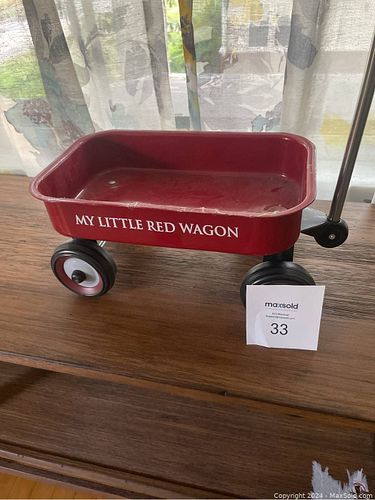 MY LITTLE RED WAGON
maxsold
33
Copyright 2024 - MaxSold.com